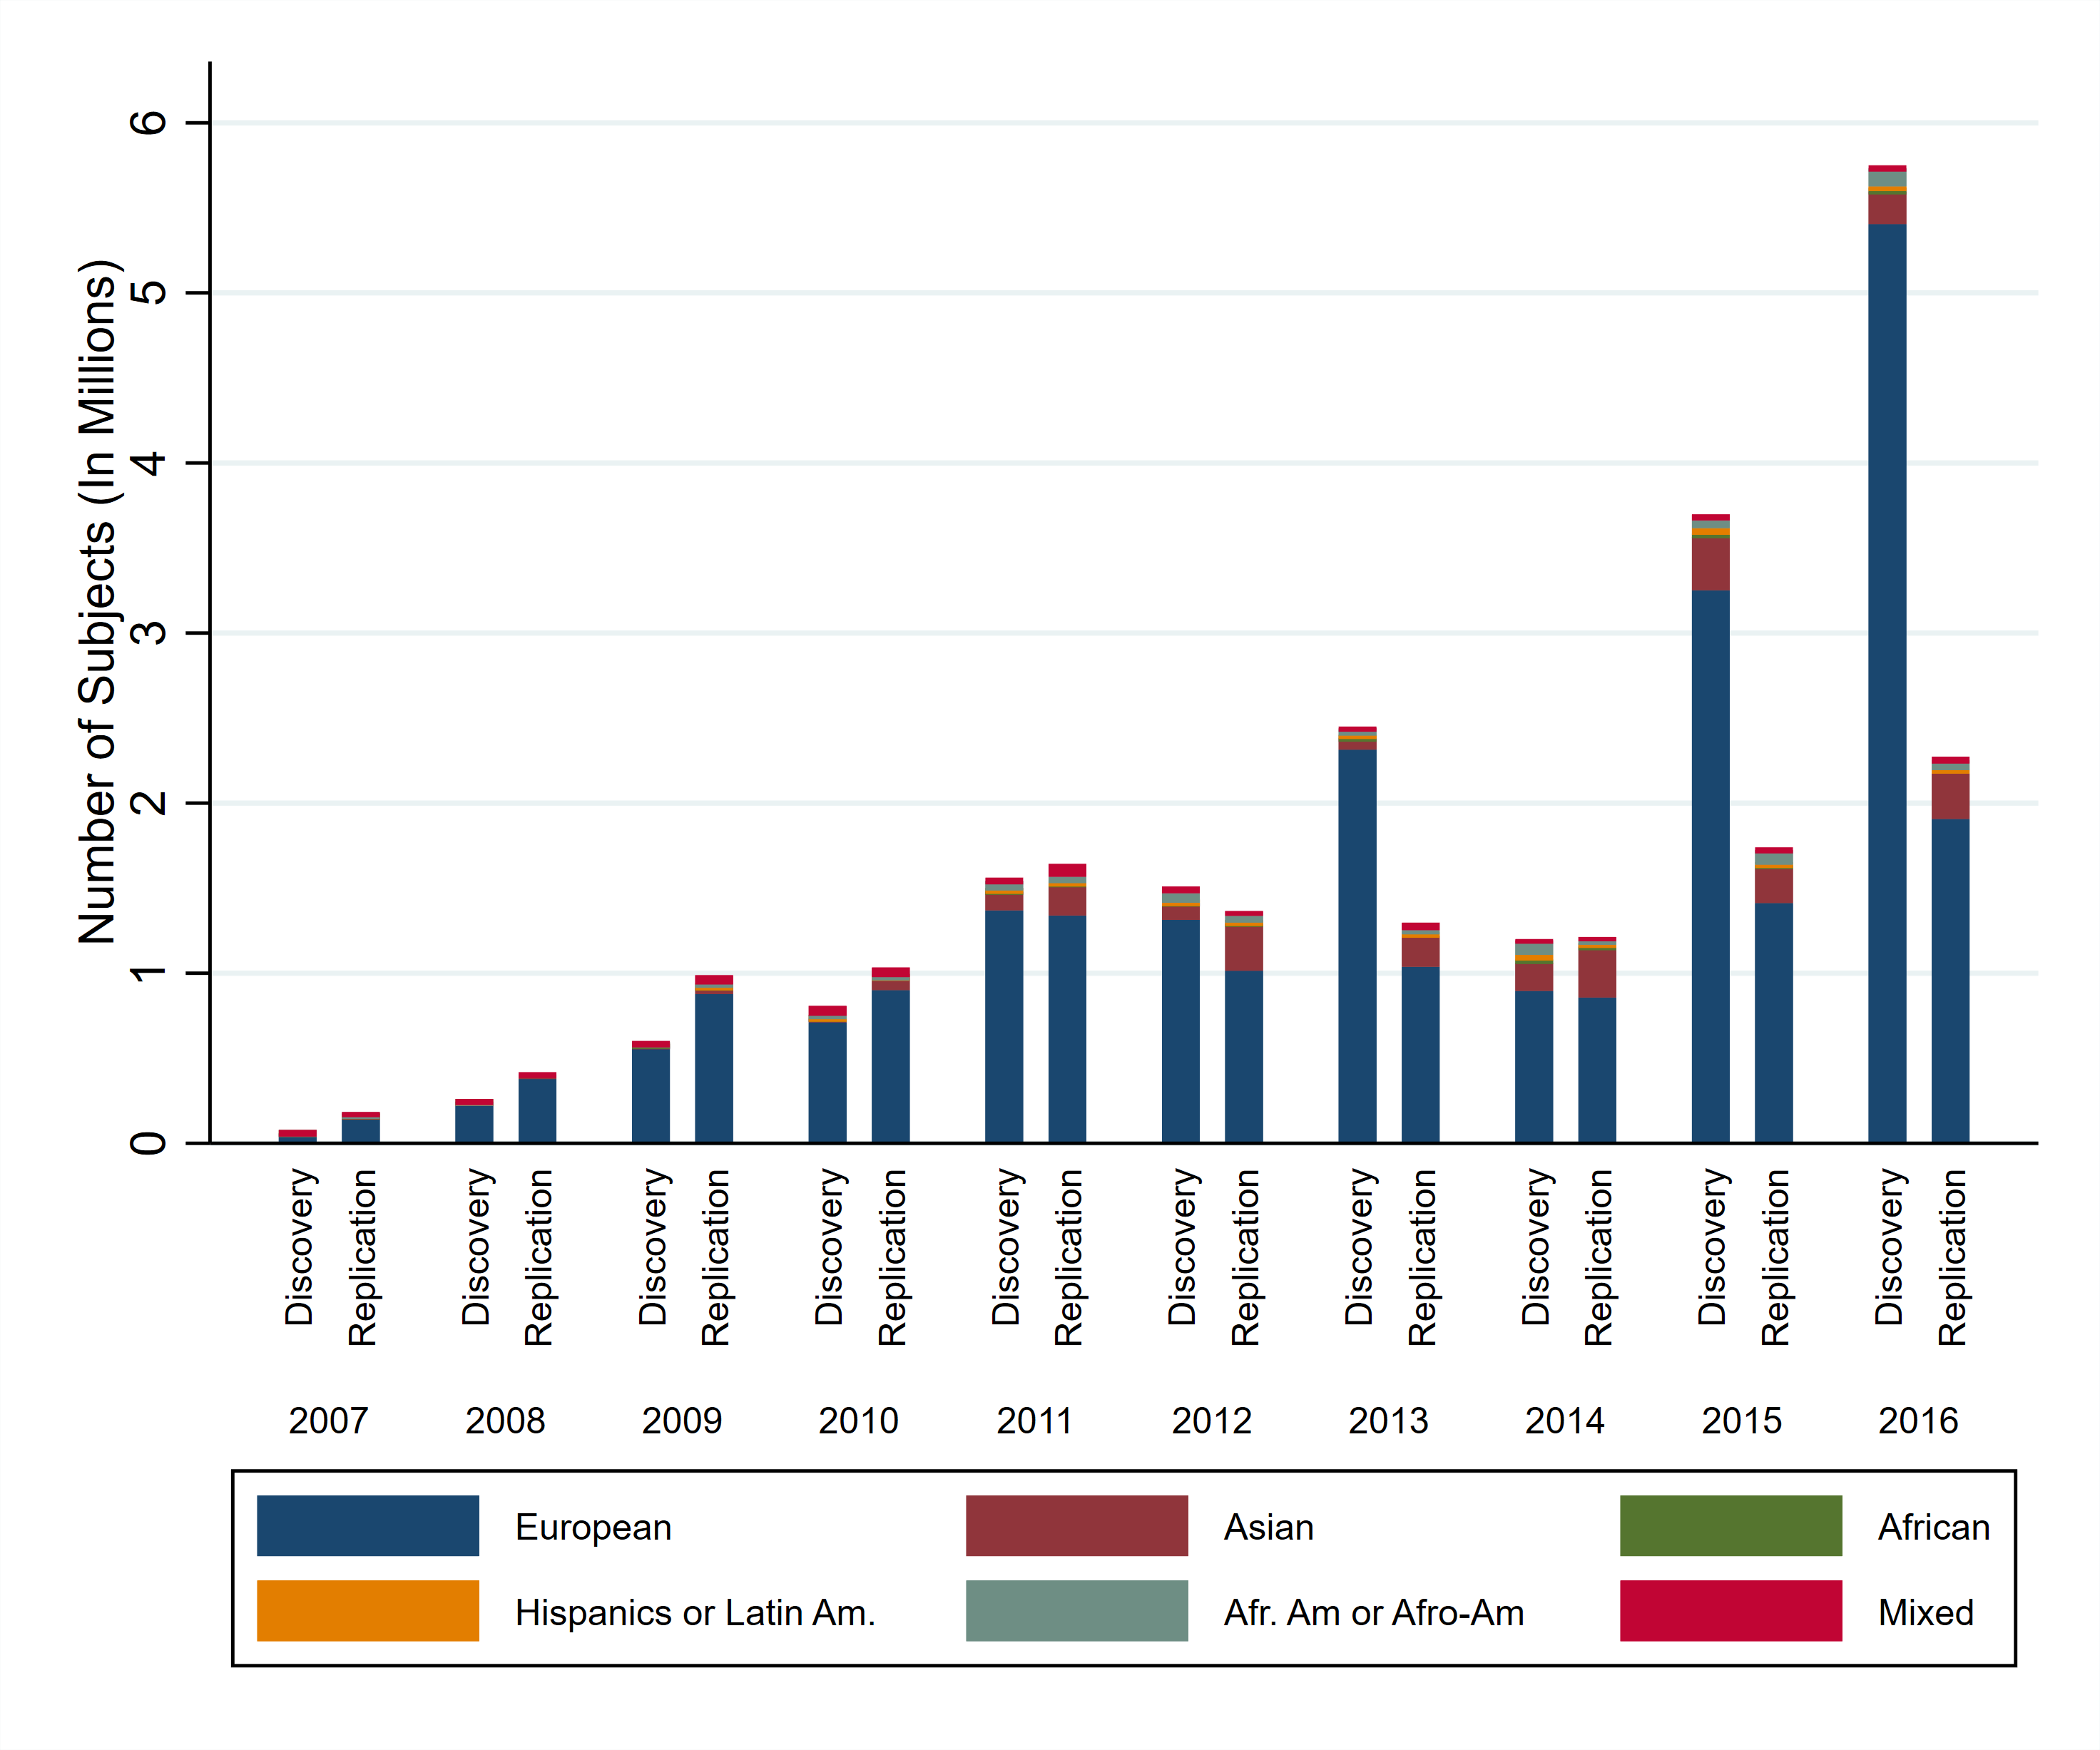 Number of Subjects (In Millions)
6
5
4
3
2
1
0
Discovery
Replication
Discovery
Replication
Discovery
Replication
Discovery
Replication
Discovery
Replication
Discovery
Replication
Discovery
Replication
Discovery
Replication
Discovery
Replication
Discovery
Replication
2007 2008 2009 2010 2011 2012 2013 2014 2015 2016
European Asian African
Hispanics or Latin Am. Afr. Am or Afro-Am Mixed